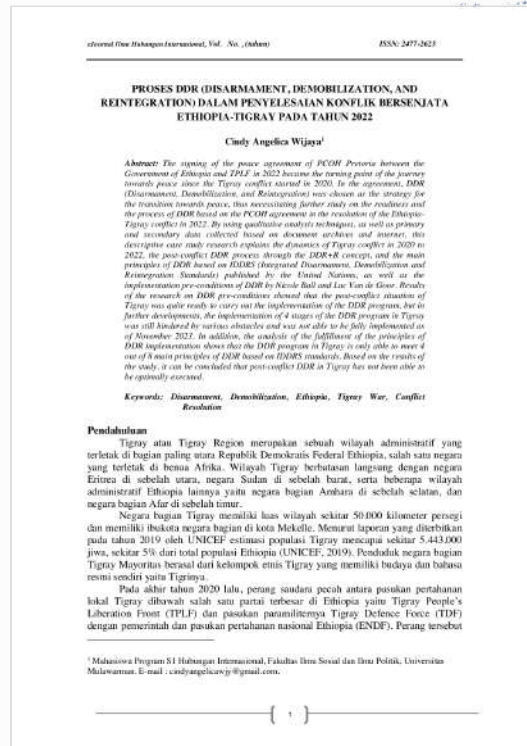 eJournal Ilmu Hubungan Internasional, Vol. No. , (tahun) ISSN: 2477-2623
PROSES DDR (DISARMAMENT, DEMOBILIZATION, AND
REINTEGRATION) DALAM PENYELESAIAN KONFLIK BERSENJATA
ETHIOPIA-TIGRAY PADA TAHUN 2022
Cindy Angelica Wijaya¹
Abstract: The signing of the peace agreement of PCOH Pretoria between the
Government of Ethiopia and TPLF in 2022 became the turning point of the journey
towards peace since the Tigray conflict started in 2020. In the agreement, DDR
(Disarmament, Demobilization, and Reintegration) was chosen as the strategy for
the transition towards peace, thus necessitating further study on the readiness and
the process of DDR based on the PCOH agreement in the resolution of the Ethiopia-
Tigray conflict in 2022. By using qualitative analysis techniques, as well as primary
and secondary data collected based on document archives and internet, this
descriptive case study research explains the dynamics of Tigray conflict in 2020 to
2022, the post-conflict DDR process through the DDR+R concept, and the main
principles of DDR based on IDDRS (Integrated Disarmament, Demobilization and
Reintegration Standards) published by the United Nations, as well as the
implementation pre-conditions of DDR by Nicole Ball and Luc Van de Goor. Results
of the research on DDR pre-conditions showed that the post-conflict situation of
Tigray was quite ready to carry out the implementation of the DDR program, but in
further developments, the implementation of 4 stages of the DDR program in Tigray
was still hindered by various obstacles and was not able to be fully implemented as
of November 2023. In addition, the analysis of the fulfillment of the principles of
DDR implementation shows that the DDR program in Tigray is only able to meet 4
out of 8 main principles of DDR based on IDDRS standards. Based on the results of
the study, it can be concluded that post-conflict DDR in Tigray has not been able to
be optimally executed.
Keywords: Disarmament, Demobilization, Ethiopia, Tigray War, Conflict
Resolution
Pendahuluan
Tigray atau Tigray Region merupakan sebuah wilayah administratif yang
terletak di bagian paling utara Republik Demokratis Federal Ethiopia, salah satu negara
yang terletak di benua Afrika. Wilayah Tigray berbatasan langsung dengan negara
Eritrea di sebelah utara, negara Sudan di sebelah barat, serta beberapa wilayah
administratif Ethiopia lainnya yaitu negara bagian Amhara di sebelah selatan, dan
negara bagian Afar di sebelah timur.
Negara bagian Tigray memiliki luas wilayah sekitar 50.000 kilometer persegi
dan memiliki ibukota negara bagian di kota Mekelle. Menurut laporan yang diterbitkan
pada tahun 2019 oleh UNICEF estimasi populasi Tigray mencapai sekitar 5.443.000
jiwa, sekitar 5% dari total populasi Ethiopia (UNICEF, 2019). Penduduk negara bagian
Tigray Mayoritas berasal dari kelompok etnis Tigray yang memiliki budaya dan bahasa
resmi sendiri yaitu Tigrinya.
Pada akhir tahun 2020 lalu, perang saudara pecah antara pasukan pertahanan
lokal Tigray dibawah salah satu partai terbesar di Ethiopia yaitu Tigray People's
Liberation Front (TPLF) dan pasukan paramiliternya Tigray Defence Force (TDF)
dengan pemerintah dan pasukan pertahanan nasional Ethiopia (ENDF). Perang tersebut
¹ Mahasiswa Program S1 Hubungan Internasional, Fakultas Ilmu Sosial dan Ilmu Politik, Universitas
Mulawarman. E-mail : cindyangelicawjy@gmail.com.
1